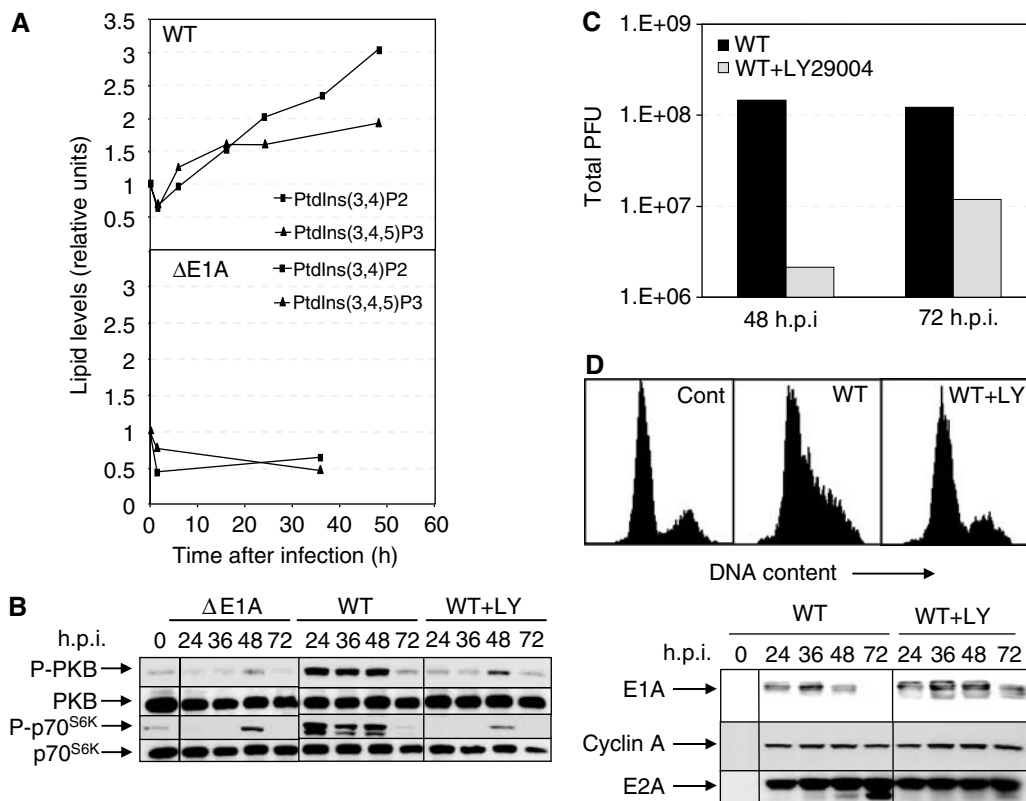 A
WT
3.5
3
2.5
2
1.5
1
0.5
PtdIns(3,4)P2
PtdIns(3,4,5)P3
ΔE1A
PtdIns(3,4)P2
PtdIns(3,4,5)P3
3
2.5
2
1.5
1
0.5
0
0 10 20 30 40 50 60
Lipid levels (relative units)
Time after infection (h)
B
ΔE1A WT WT+LY
h.p.i. 0 24 36 48 72 24 36 48 72 24 36 48 72
P-PKB
PKB
P-p70S6K
p70S6K
C
1.E+09
1.E+08
1.E+07
1.E+06
Total PFU
WT
WT+LY29004
48 h.p.i 72 h.p.i.
D
Cont WT WT+LY
DNA content
WT WT+LY
h.p.i. 0 24 36 48 72 24 36 48 72
E1A
Cyclin A
E2A